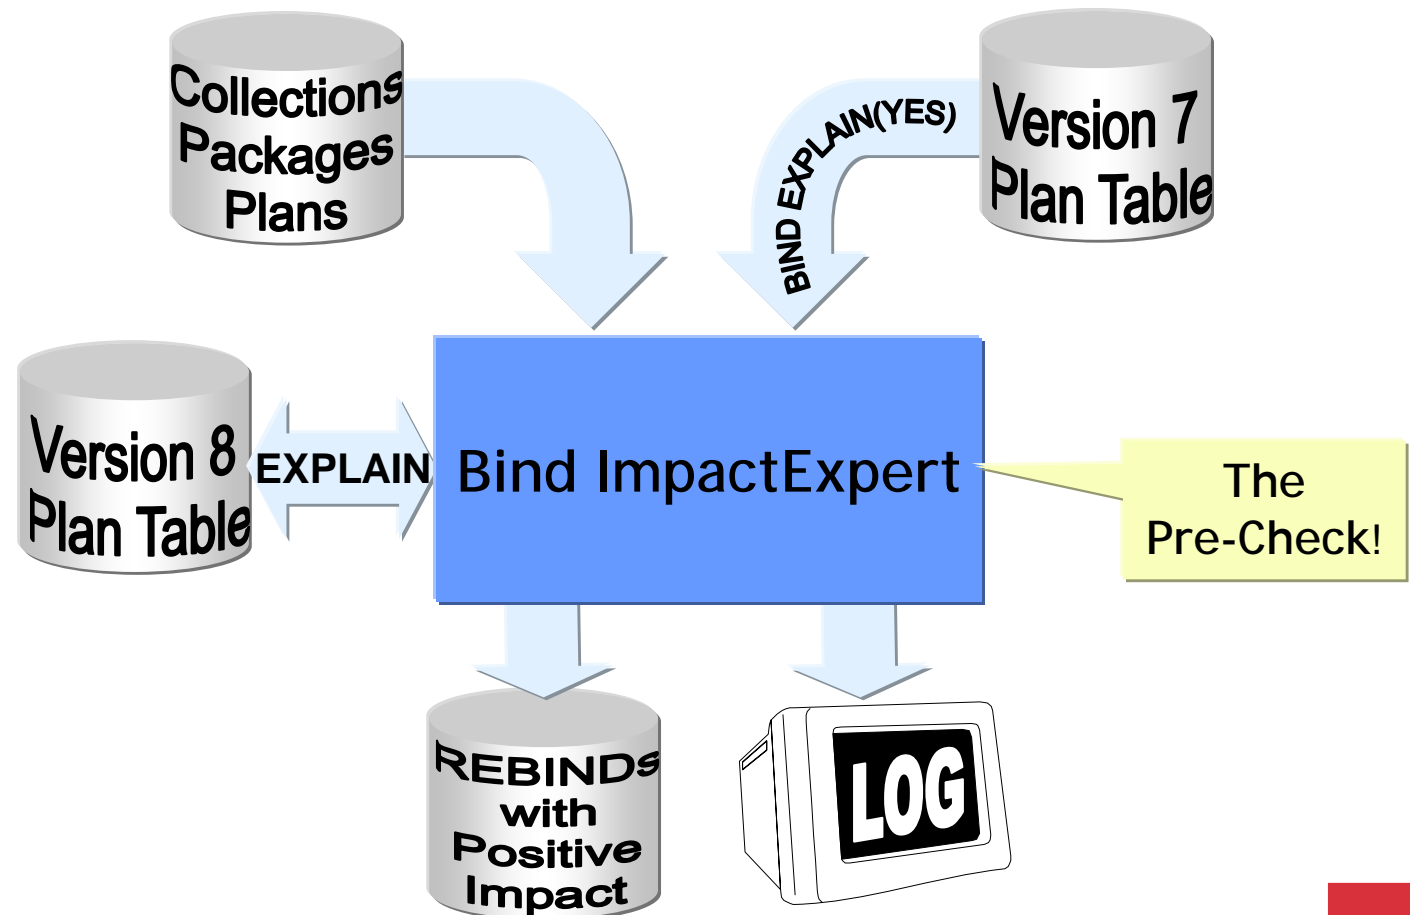 Collections
Packages
Plans
BIND EXPLAIN(YES)
Version 7
Plan Table
Version 8
Plan Table
EXPLAIN
Bind ImpactExpert
The
Pre-Check!
REBINDs
with
Positive
Impact
LOG